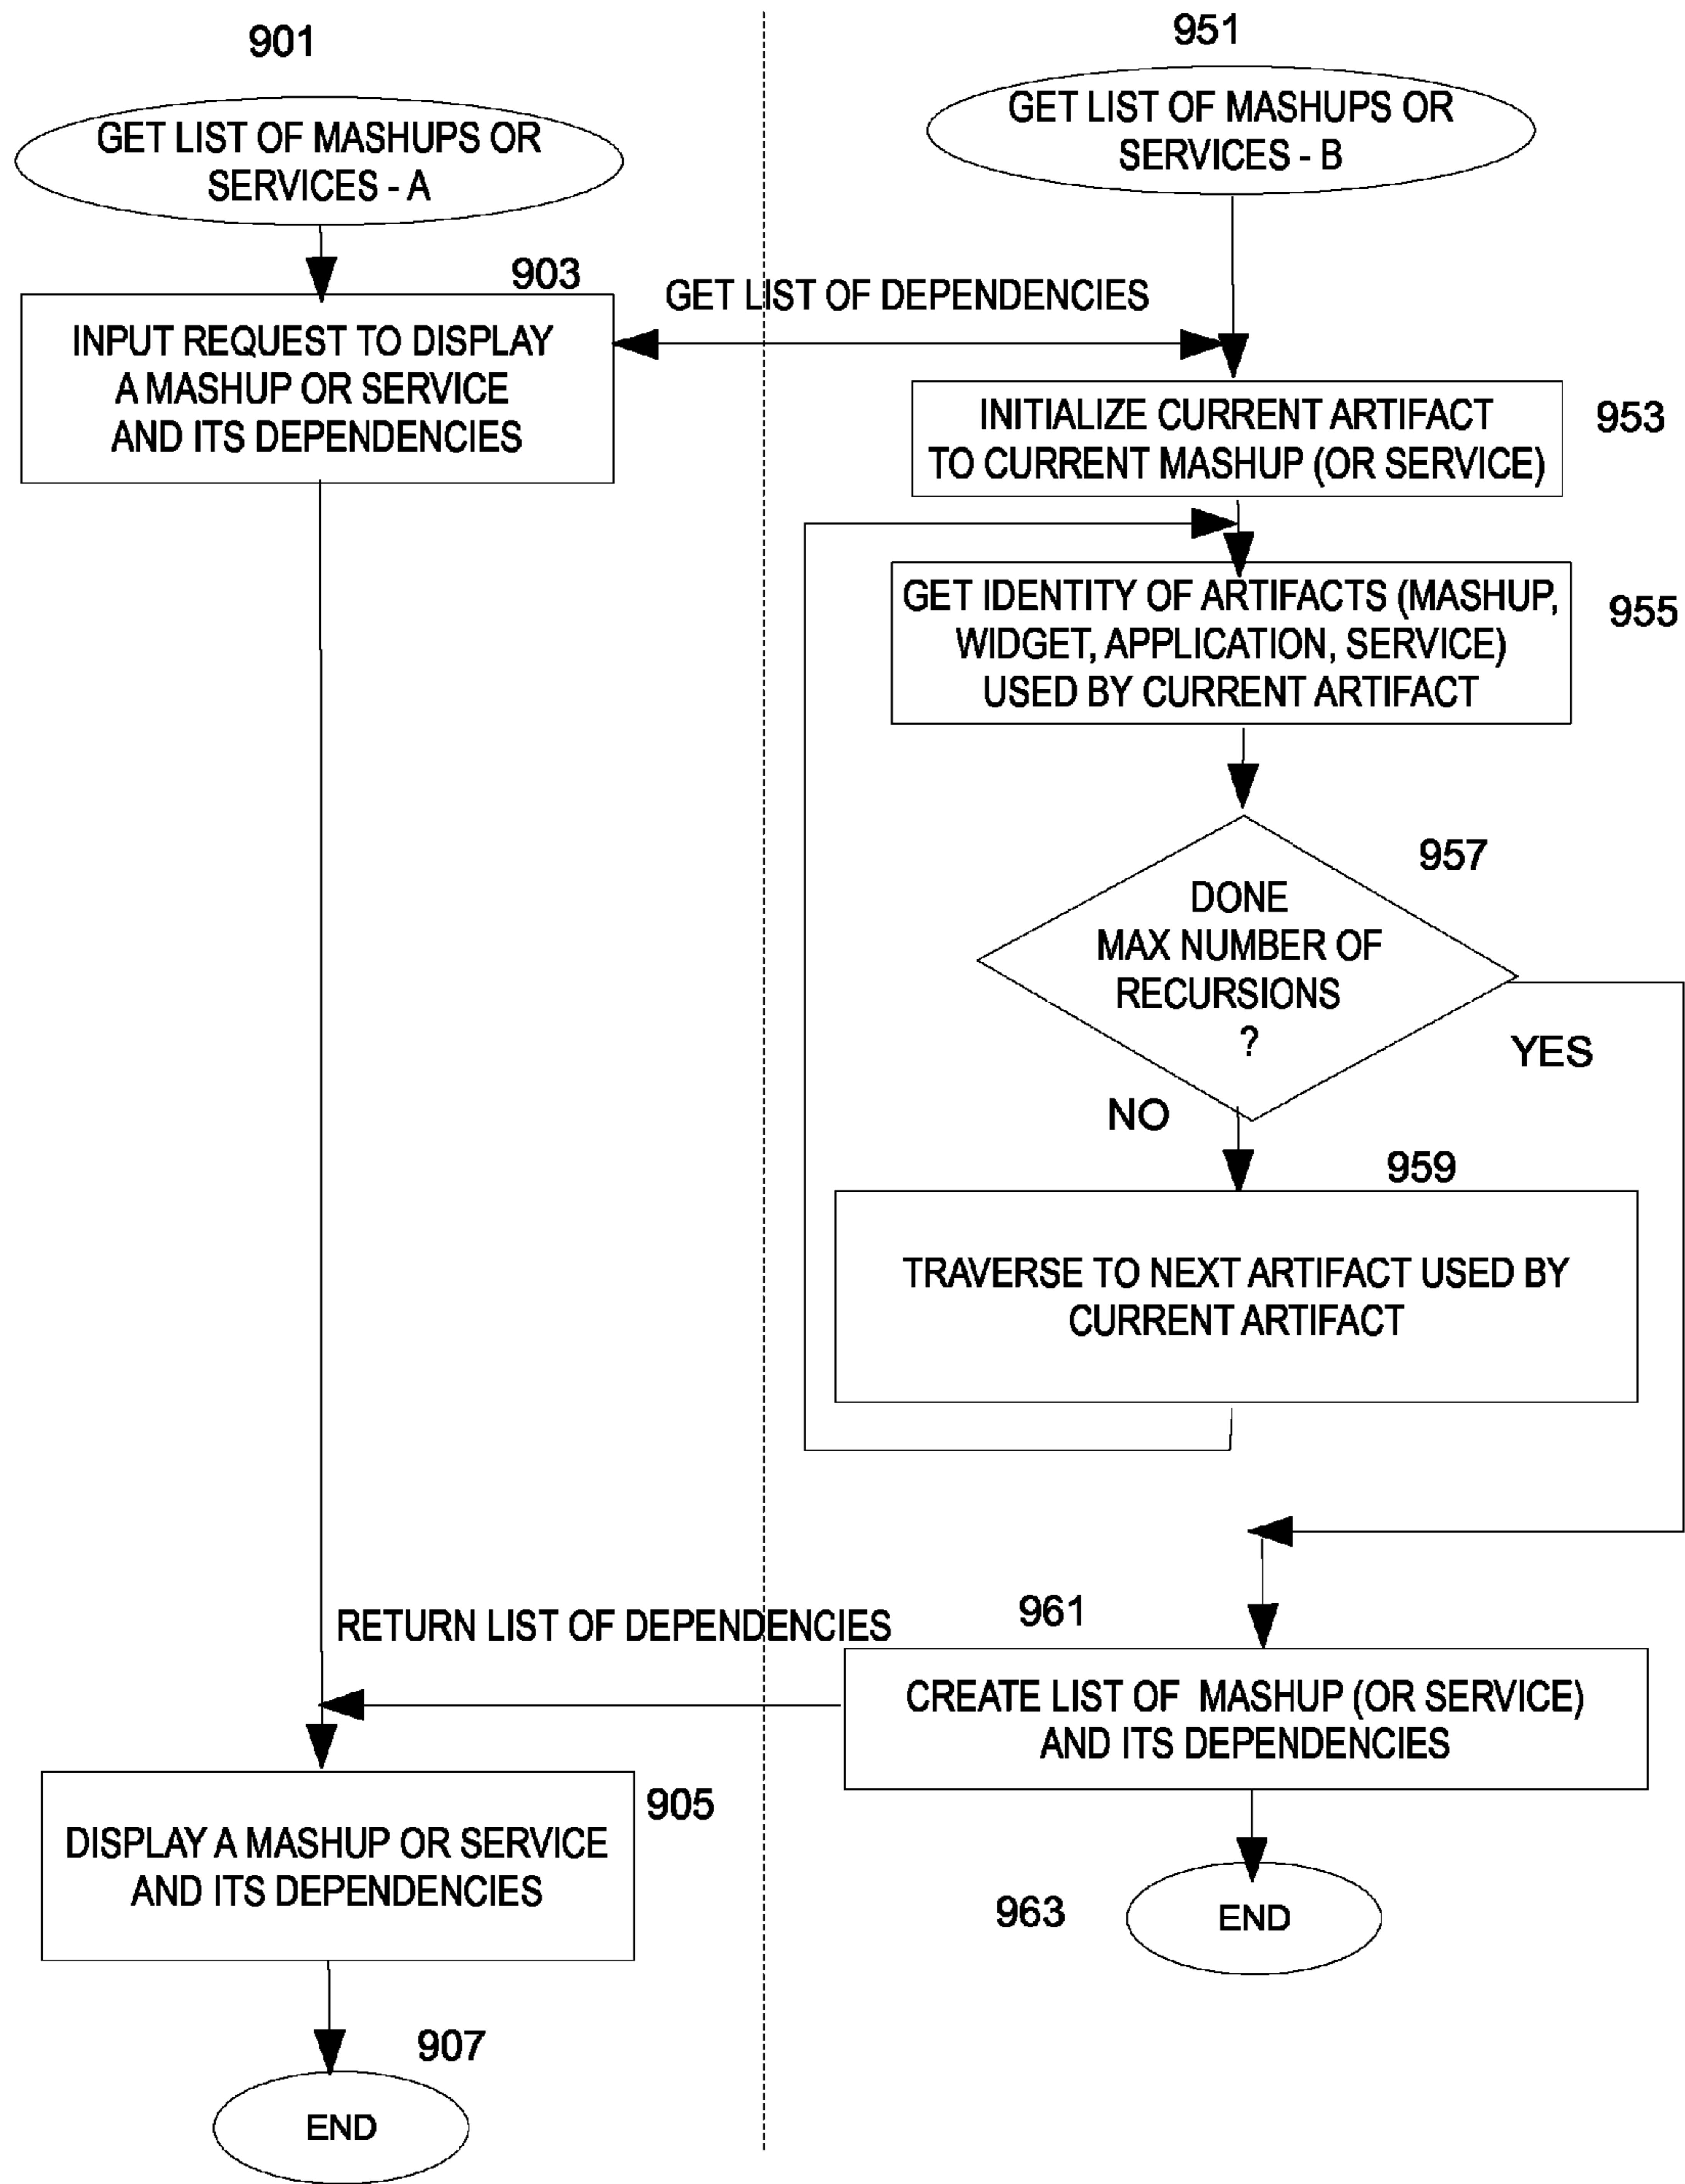 901
GET LIST OF MASHUPS OR
SERVICES - A
903
INPUT REQUEST TO DISPLAY
A MASHUP OR SERVICE
AND ITS DEPENDENCIES
GET LIST OF DEPENDENCIES
951
GET LIST OF MASHUPS OR
SERVICES - B
INITIALIZE CURRENT ARTIFACT
TO CURRENT MASHUP (OR SERVICE)
953
GET IDENTITY OF ARTIFACTS (MASHUP,
WIDGET, APPLICATION, SERVICE)
USED BY CURRENT ARTIFACT
955
957
DONE
MAX NUMBER OF
RECURSIONS
?
YES
NO
959
TRAVERSE TO NEXT ARTIFACT USED BY
CURRENT ARTIFACT
RETURN LIST OF DEPENDENCIES
961
CREATE LIST OF MASHUP (OR SERVICE)
AND ITS DEPENDENCIES
905
DISPLAY A MASHUP OR SERVICE
AND ITS DEPENDENCIES
963
END
907
END